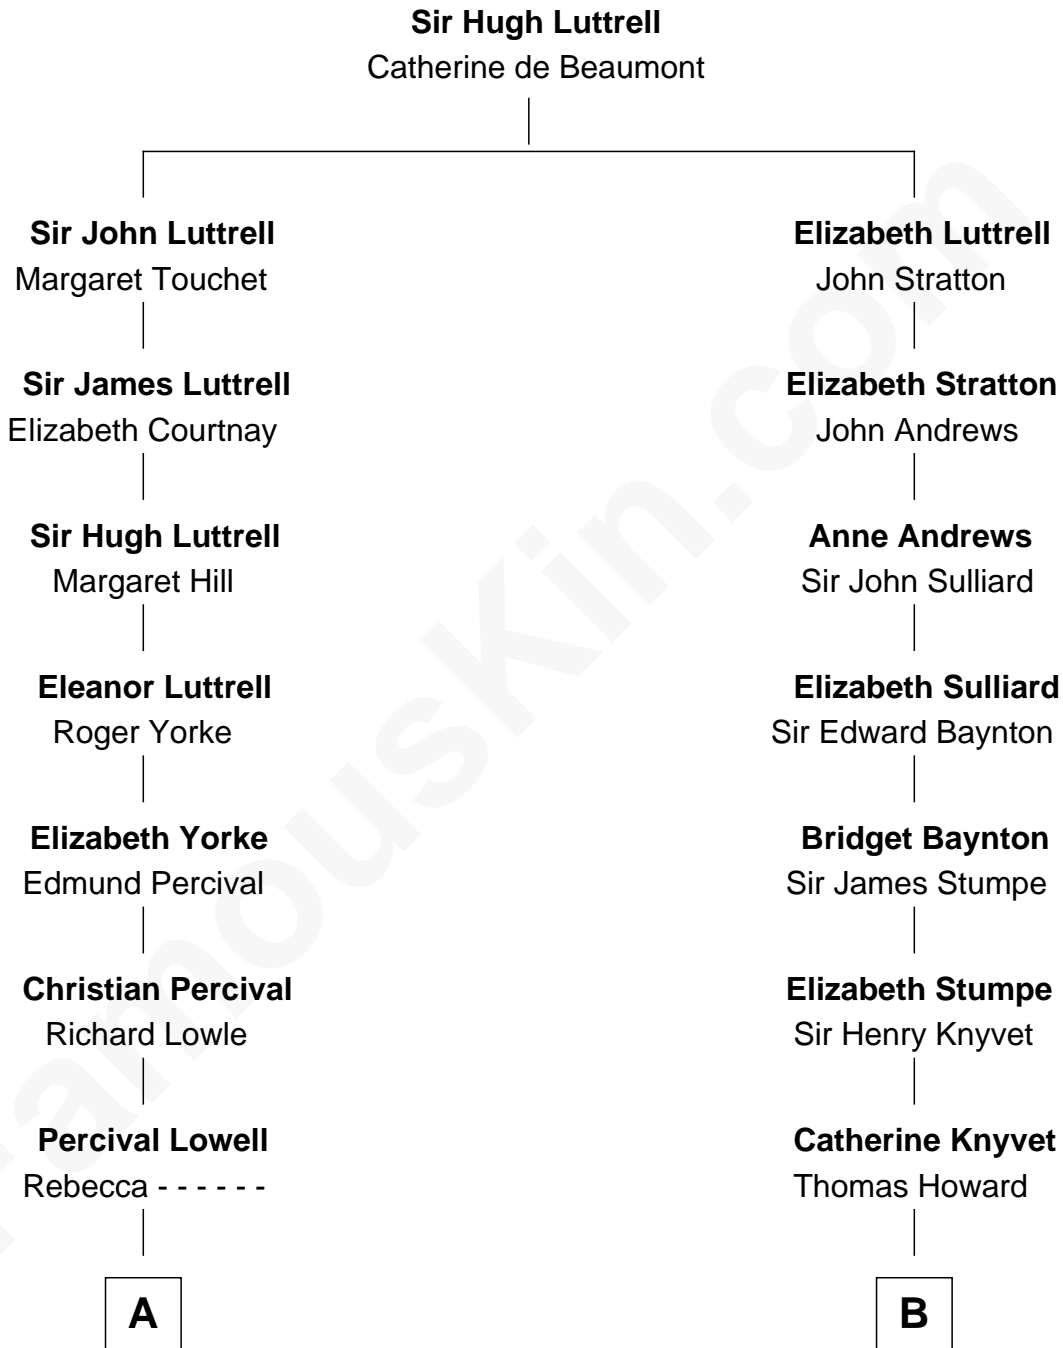 Sir Hugh Luttrell
Catherine de Beaumont
Sir John Luttrell
Margaret Touchet
Elizabeth Luttrell
John Stratton
Sir James Luttrell
Elizabeth Courtnay
Elizabeth Stratton
John Andrews
Sir Hugh Luttrell
Margaret Hill
Anne Andrews
Sir John Sulliard
Eleanor Luttrell
Roger Yorke
Elizabeth Sulliard
Sir Edward Baynton
Elizabeth Yorke
Edmund Percival
Bridget Baynton
Sir James Stumpe
Christian Percival
Richard Lowle
Elizabeth Stumpe
Sir Henry Knyvet
Percival Lowell
Rebecca - - - - - -
Catherine Knyvet
Thomas Howard
A
B
FamousKin.com